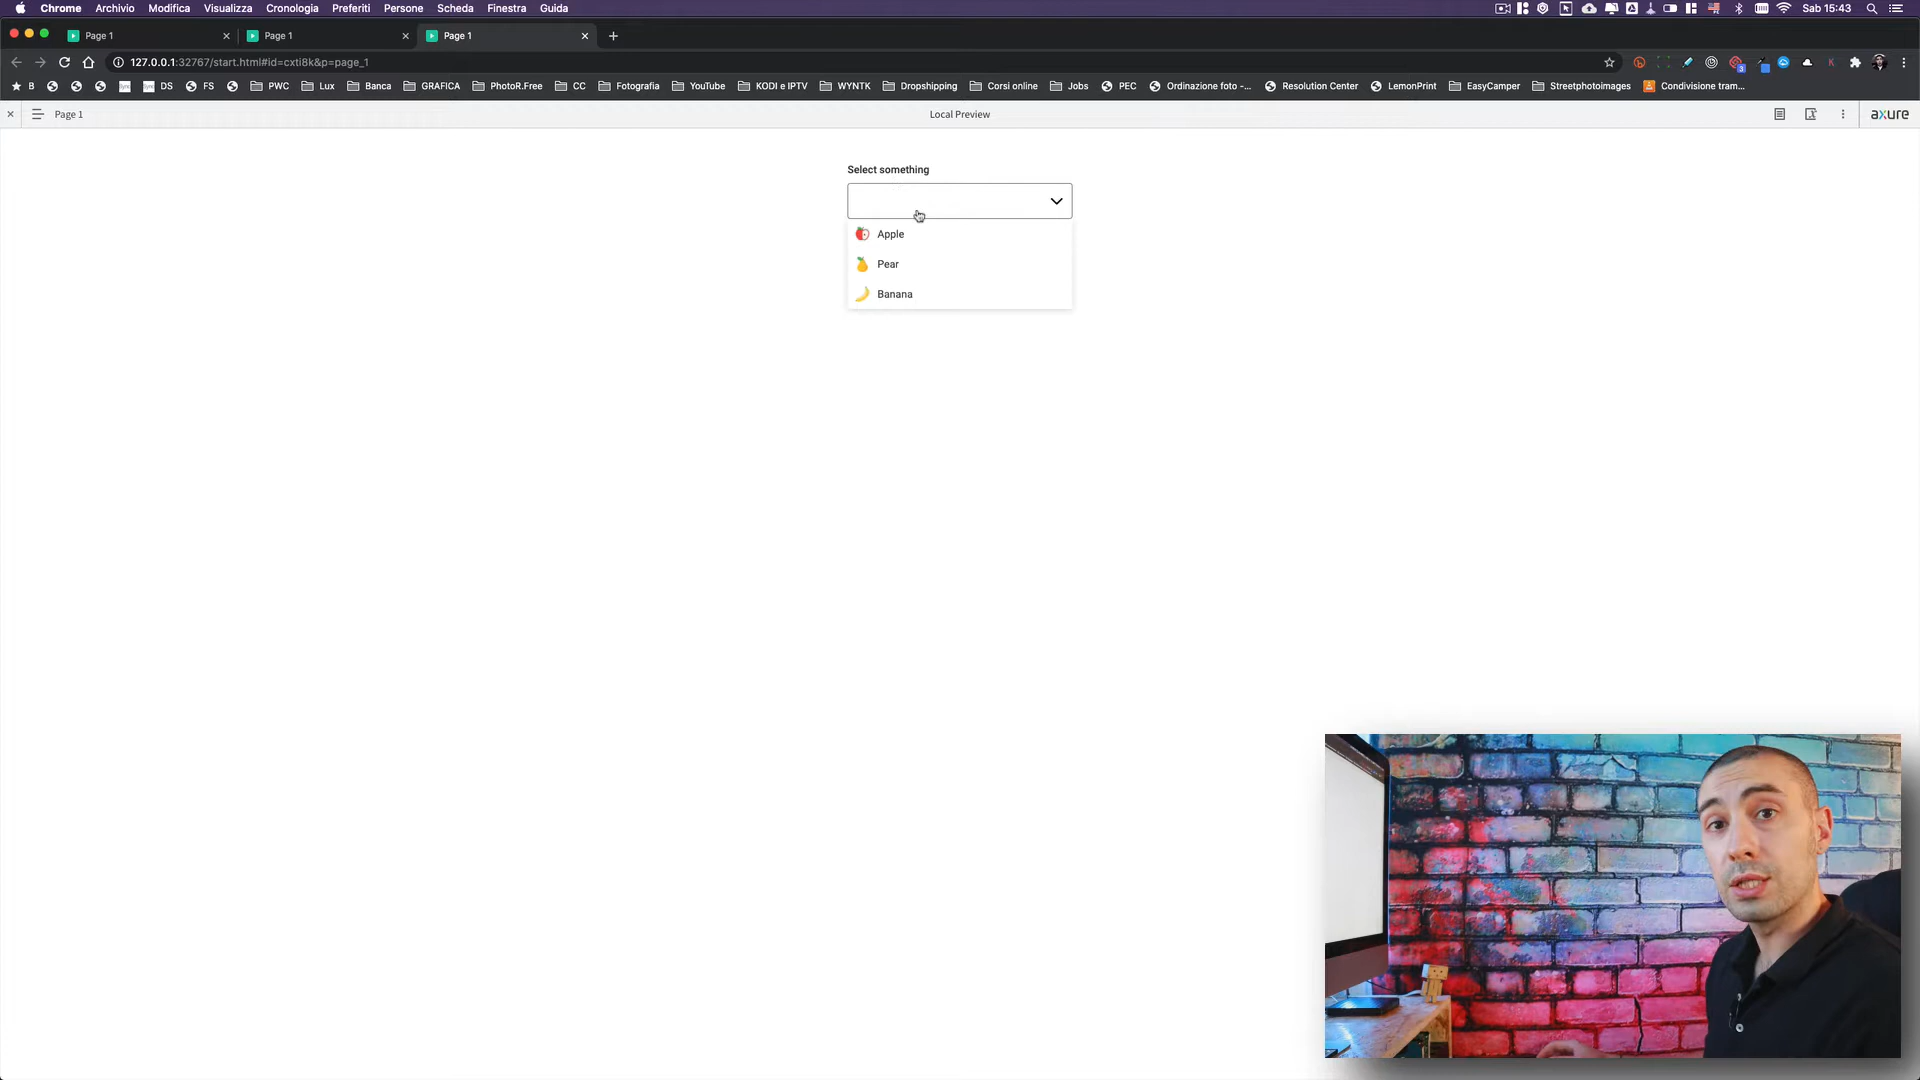 Chrome Archivio Modifica Visualizza Cronologia Preferiti Persone Scheda Finestra Guida Sab 15:43
Page 1 Page 1 Page 1
127.0.0.1:32767/start.html#id=cxti8k&p=page_1
B DS FS PWC Lux Banca GRAFICA PhotoR.Free CC Fotografia YouTube KODI e IPTV WYNTK Dropshipping Corsi online Jobs PEC Ordinazione foto -... Resolution Center LemonPrint EasyCamper Streetphotoimages Condivisione tram...
Page 1 Local Preview axure
Select something
Apple
Pear
Banana